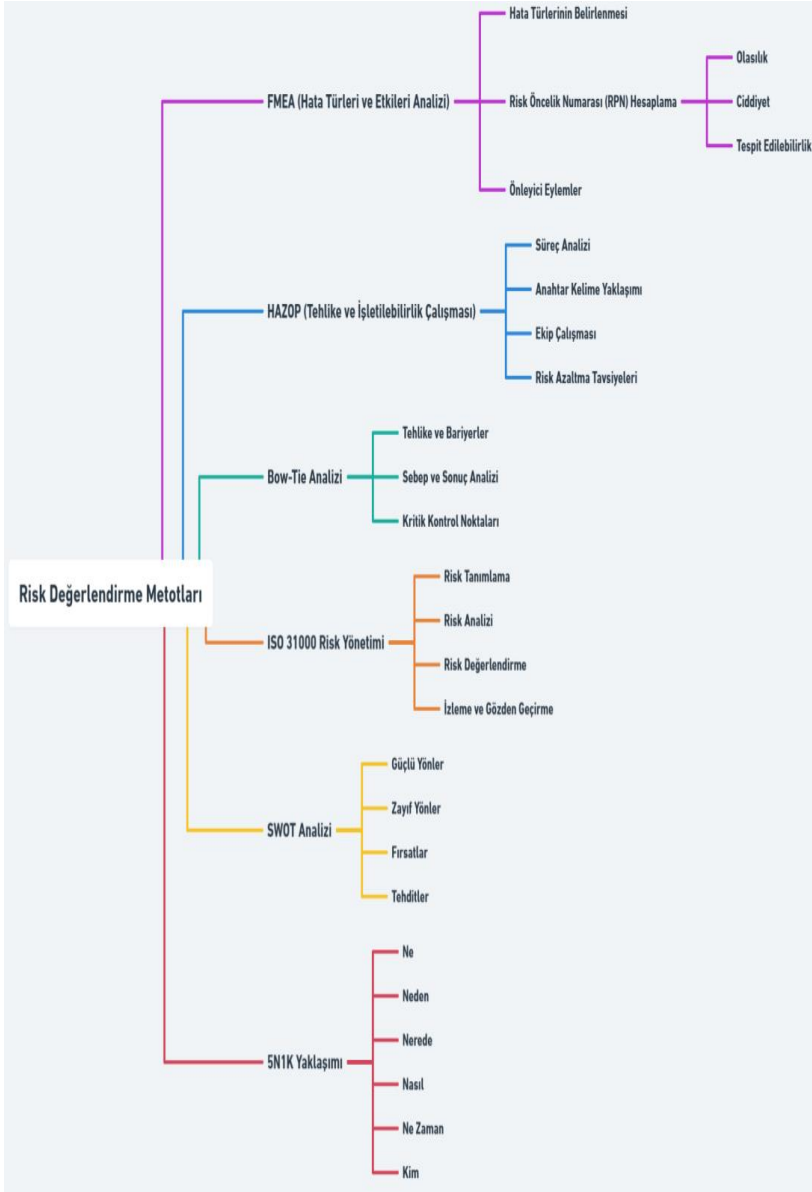 Risk Değerlendirme Metotları
FMEA (Hata Türleri ve Etkileri Analizi)
Hata Türlerinin Belirlenmesi
Risk Öncelik Numarası (RPN) Hesaplama
Olasılık
Ciddiyet
Tespit Edilebilirlik
Önleyici Eylemler
HAZOP (Tehlike ve İşletilebilirlik Çalışması)
Süreç Analizi
Anahtar Kelime Yaklaşımı
Ekip Çalışması
Risk Azaltma Tavsiyeleri
Bow-Tie Analizi
Tehlike ve Bariyerler
Sebep ve Sonuç Analizi
Kritik Kontrol Noktaları
ISO 31000 Risk Yönetimi
Risk Tanımlama
Risk Analizi
Risk Değerlendirme
İzleme ve Gözden Geçirme
SWOT Analizi
Güçlü Yönler
Zayıf Yönler
Fırsatlar
Tehditler
5N1K Yaklaşımı
Ne
Neden
Nerede
Nasıl
Ne Zaman
Kim